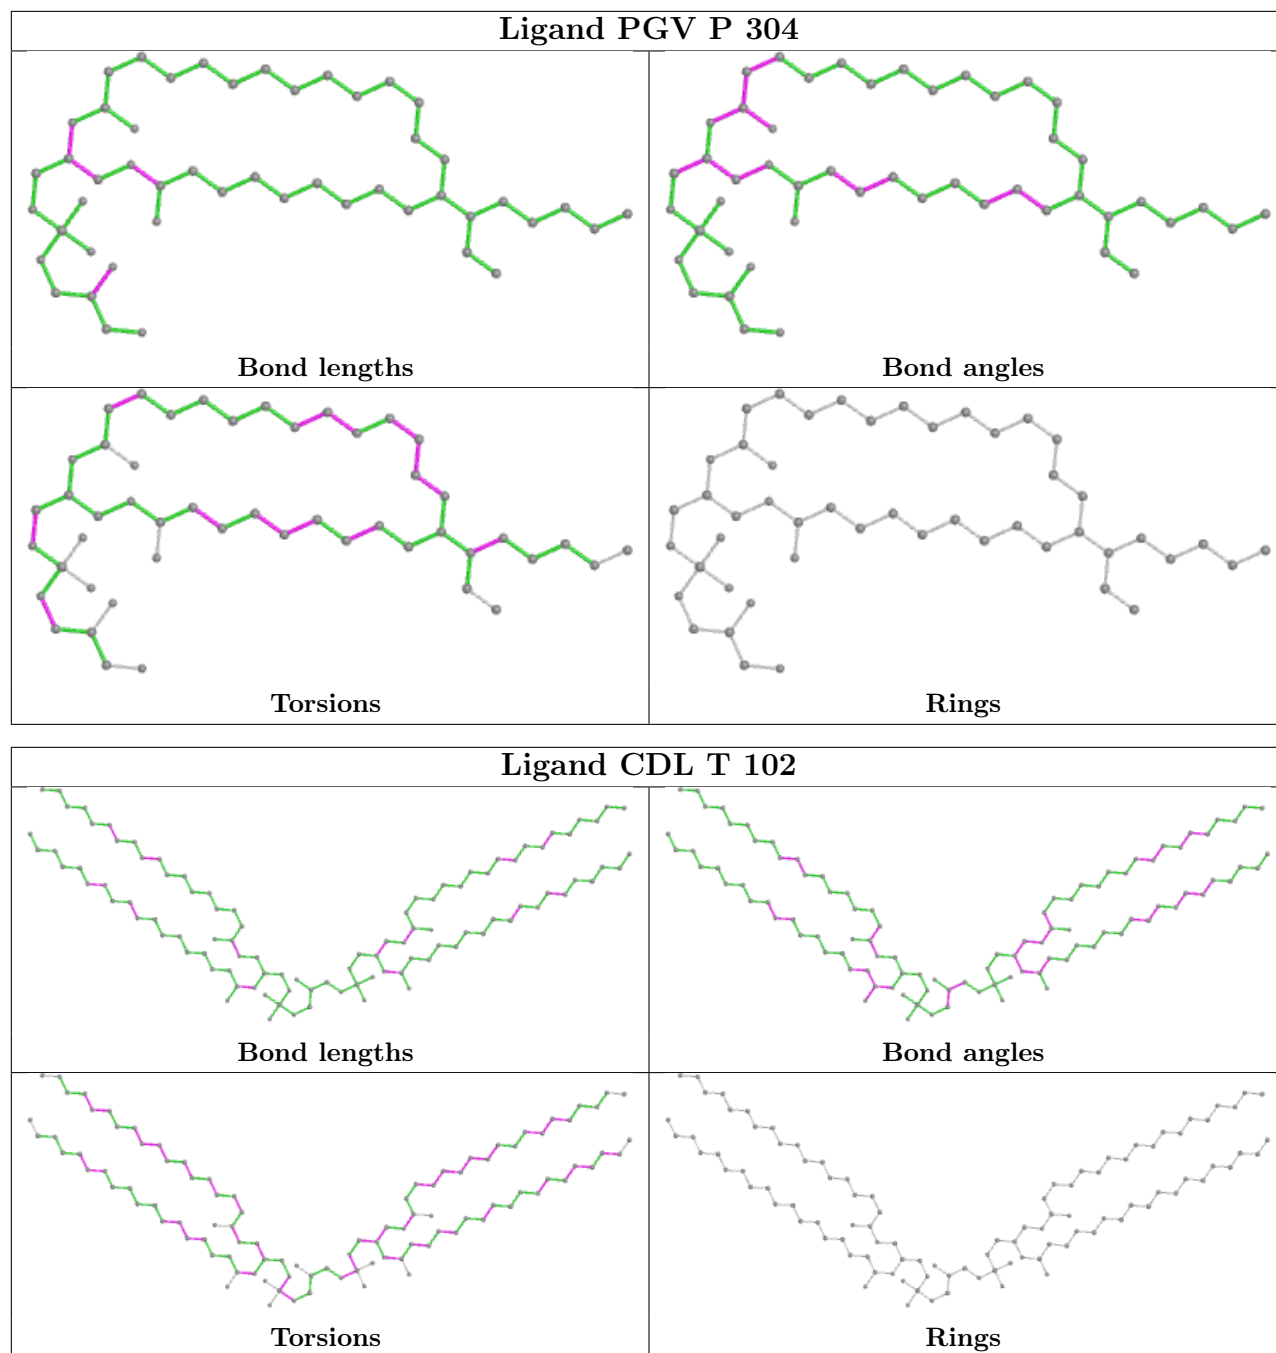 Ligand PGV P 304
Bond lengths
Bond angles
Torsions
Rings
Ligand CDL T 102
Bond lengths
Bond angles
Torsions
Rings